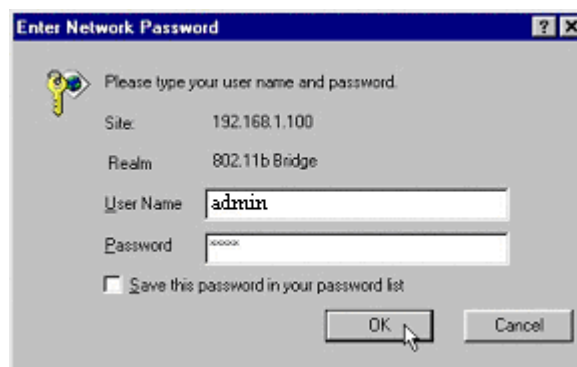 Enter Network Password
Please type your user name and password.
Site: 192.168.1.100
Realm 802.11b Bridge
User Name admin
Password ****
Save this password in your password list
OK Cancel